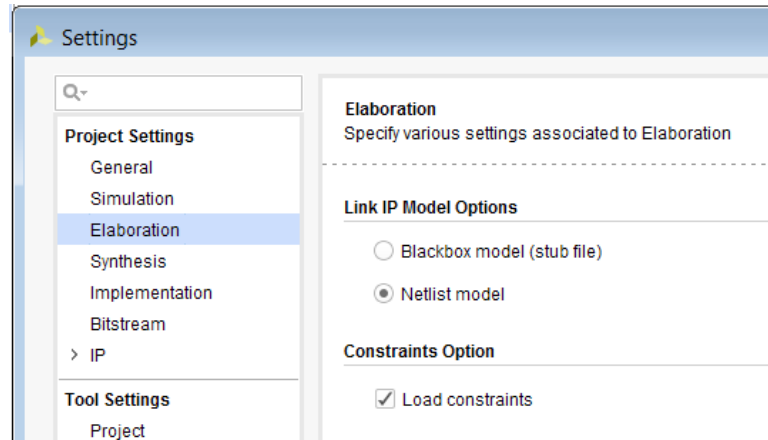 Settings
Project Settings
General
Simulation
Elaboration
Synthesis
Implementation
Bitstream
IP
Tool Settings
Project
Elaboration
Specify various settings associated to Elaboration
Link IP Model Options
Blackbox model (stub file)
Netlist model
Constraints Option
Load constraints